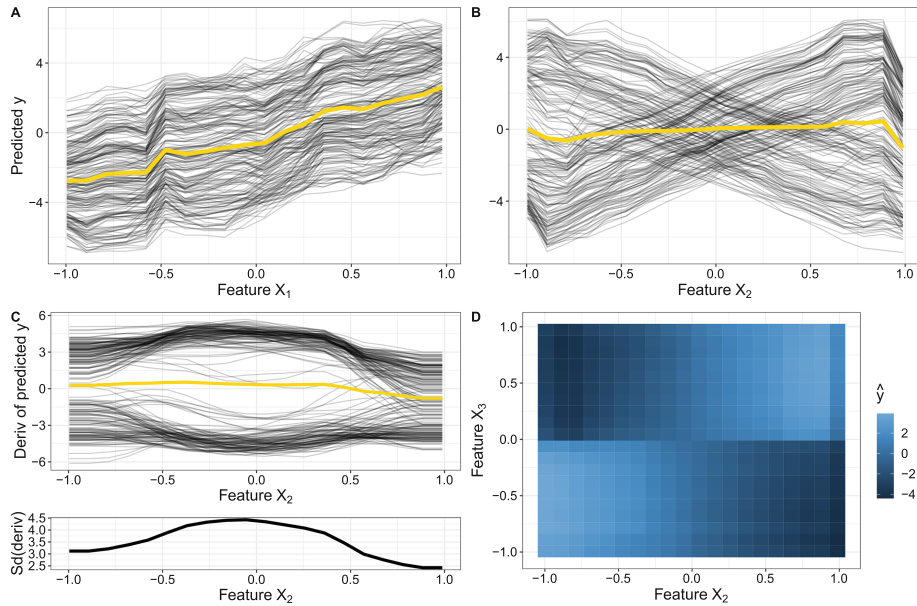 A
Predicted y
4
0
−4
−1.0 −0.5 0.0 0.5 1.0
Feature X₁
B
4
0
−4
−1.0 −0.5 0.0 0.5 1.0
Feature X₂
C
Deriv of predicted y
6
3
0
−3
−6
−1.0 −0.5 0.0 0.5 1.0
Feature X₂
Sd(deriv)
4.5
4.0
3.5
3.0
2.5
−1.0 −0.5 0.0 0.5 1.0
Feature X₂
D
Feature X₃
1.0
0.5
0.0
−0.5
−1.0
−1.0 −0.5 0.0 0.5 1.0
Feature X₂
ŷ
2
0
−2
−4